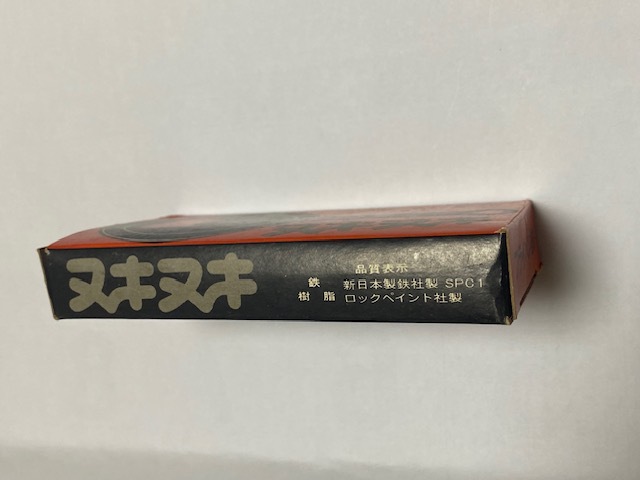 ヌキヌキ
品質表示
鉄 新日本製鉄社製 SPC1
樹脂 ロックペイント社製